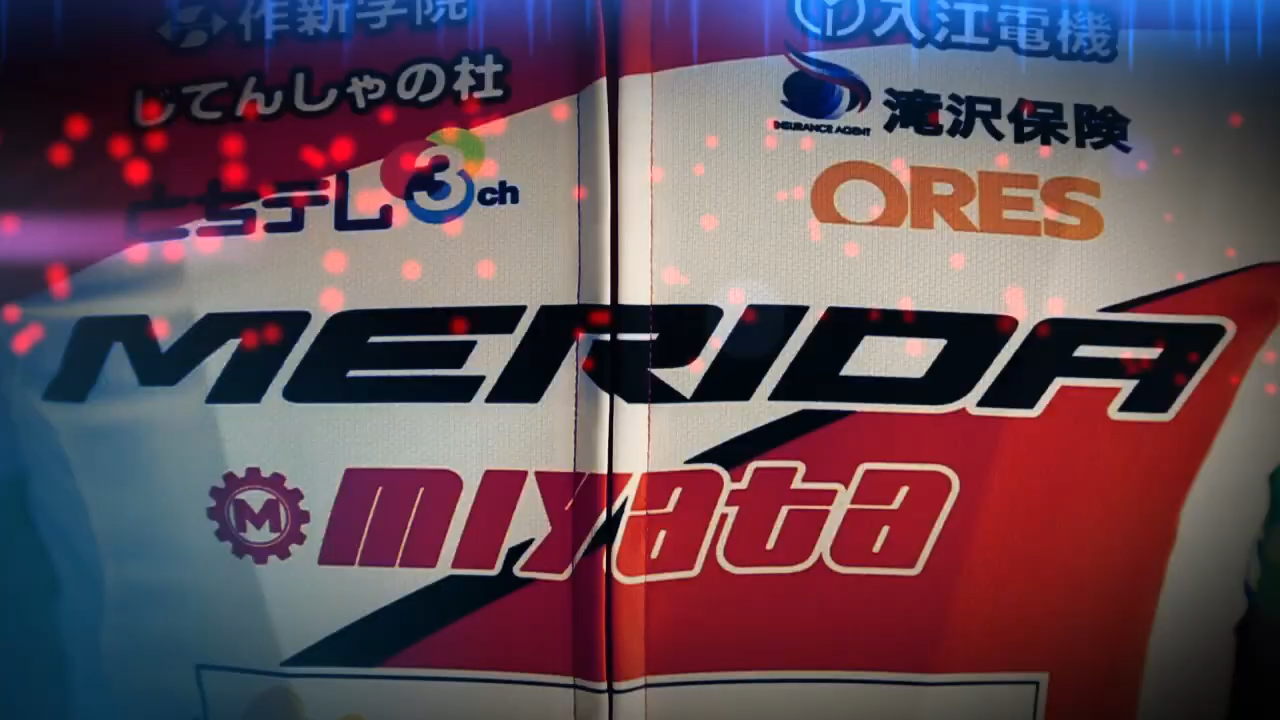 作新学院
じてんしゃの杜
とちテレ3ch
入江電機
INSURANCE AGENT
滝沢保険
ORES
MERIDA
M
miyata